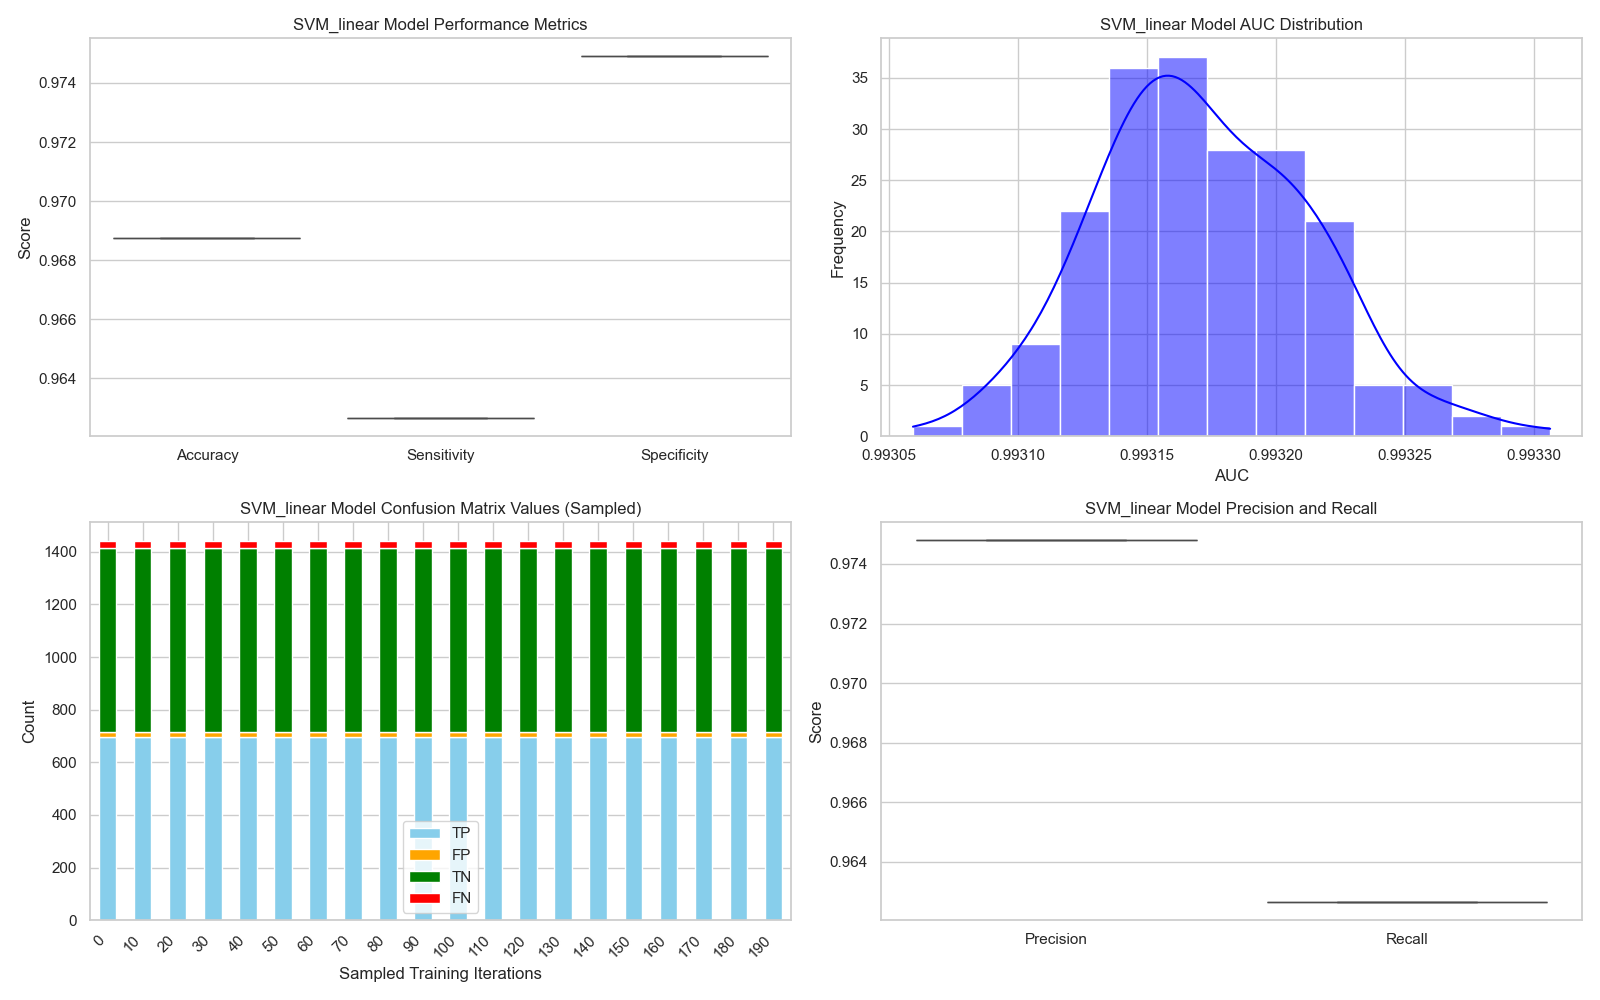 SVM_linear Model Performance Metrics
Score
0.974
0.972
0.970
0.968
0.966
0.964
Accuracy Sensitivity Specificity
SVM_linear Model AUC Distribution
Frequency
35
30
25
20
15
10
5
0
0.99305 0.99310 0.99315 0.99320 0.99325 0.99330
AUC
SVM_linear Model Confusion Matrix Values (Sampled)
Count
1400
1200
1000
800
600
400
200
0
TP
FP
TN
FN
0 10 20 30 40 50 60 70 80 90 100 110 120 130 140 150 160 170 180 190
Sampled Training Iterations
SVM_linear Model Precision and Recall
Score
0.974
0.972
0.970
0.968
0.966
0.964
Precision Recall